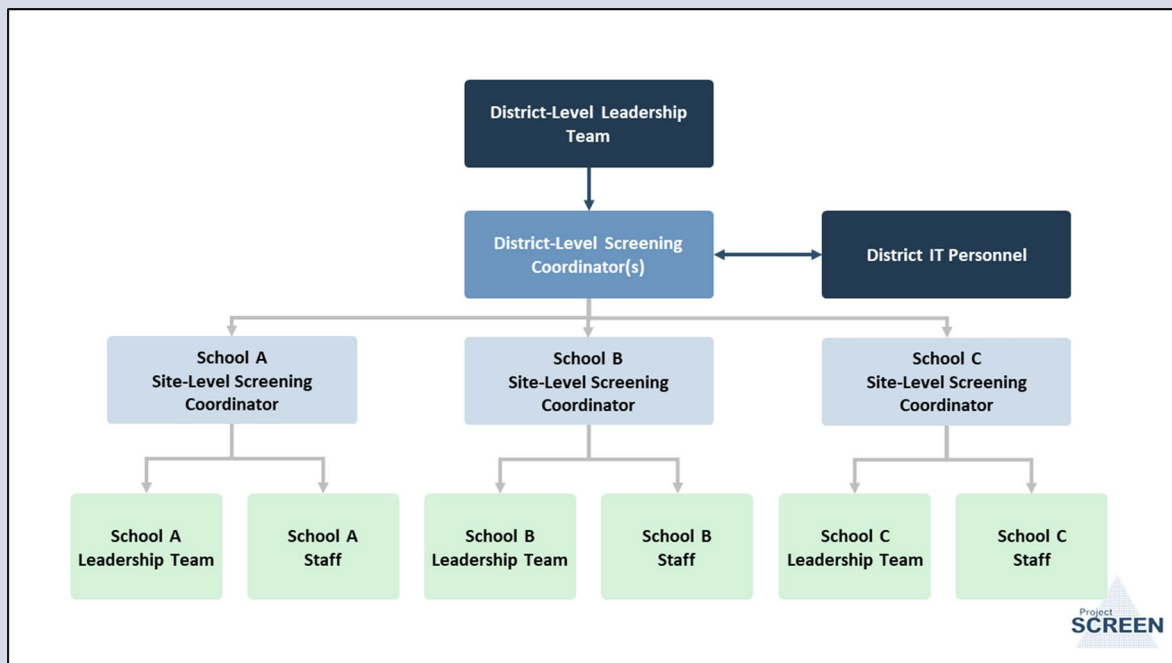 District-Level Leadership
Team
District-Level Screening
Coordinator(s)
District IT Personnel
School A
Site-Level Screening
Coordinator
School B
Site-Level Screening
Coordinator
School C
Site-Level Screening
Coordinator
School A
Leadership Team
School A
Staff
School B
Leadership Team
School B
Staff
School C
Leadership Team
School C
Staff
Project
SCREEN